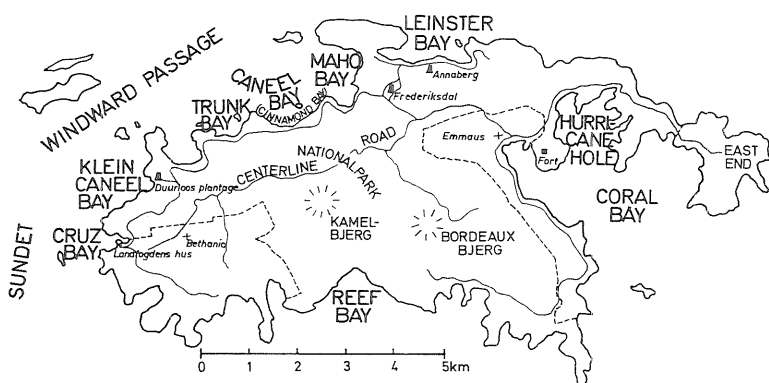 LEINSTER
BAY
WINDWARD PASSAGE
MAHO
BAY
Annaberg
CANEEL
BAY
(CINNAMOND BAY)
Frederiksdal
TRUNK
BAY
HURRI-
CANE
HOLE
Emmaus
CENTERLINE ROAD
NATIONALPARK
EAST
END
Fort
KLEIN
CANEEL
BAY
Duurloos plantage
CORAL
BAY
KAMEL-
BJERG
BORDEAUX
BJERG
SUNDET
CRUZ
BAY
Bethania
Landfogdens hus
REEF
BAY
0 1 2 3 4 5km